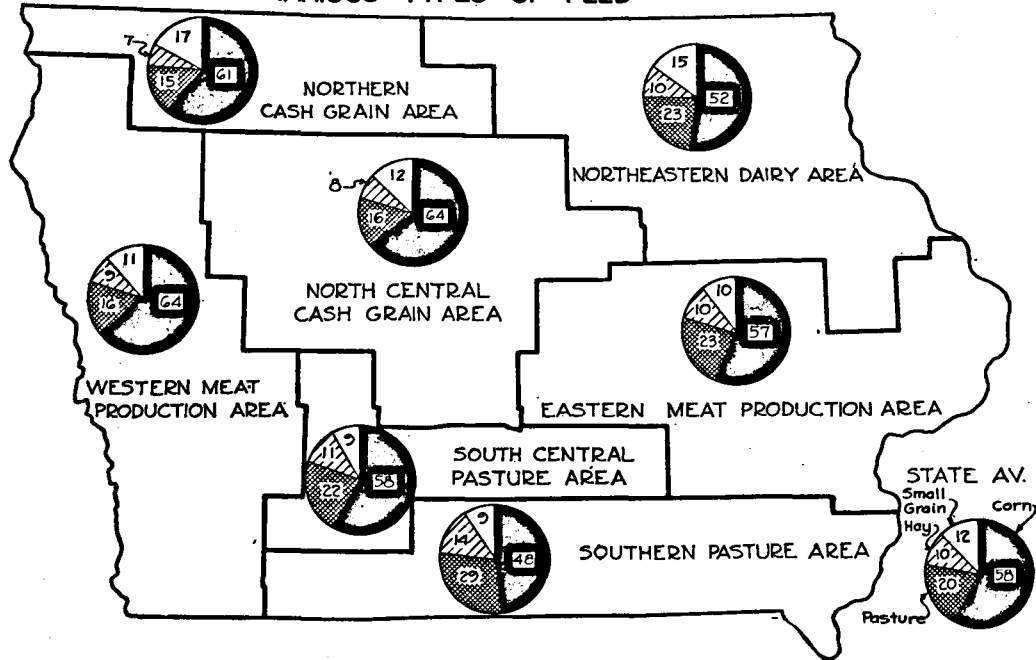 TYPES OF FEED
17
7
15
61
NORTHERN
CASH GRAIN AREA
15
10
23
52
NORTHEASTERN DAIRY AREA
12
8
16
64
NORTH CENTRAL
CASH GRAIN AREA
11
9
16
64
WESTERN MEAT
PRODUCTION AREA
10
10
23
57
EASTERN MEAT PRODUCTION AREA
9
11
22
58
SOUTH CENTRAL
PASTURE AREA
9
14
29
48
SOUTHERN PASTURE AREA
STATE AV.
Small
Grain
Hay
Corn
12
10
20
58
Pasture